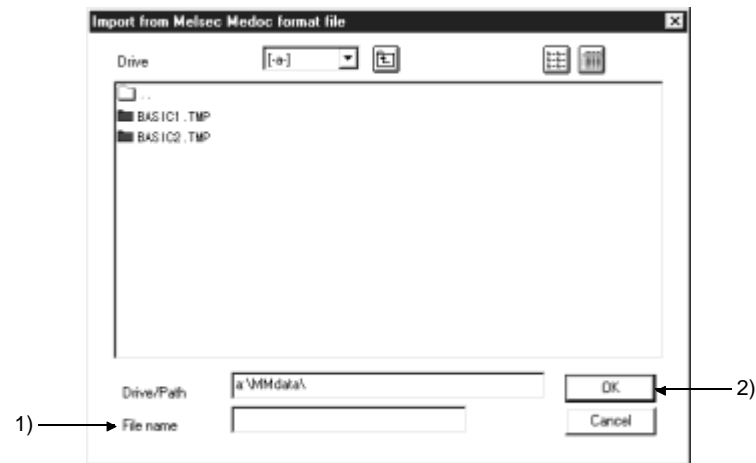 Import from Melsec Medoc format file
Drive [-a-]
..
BASIC1.TMP
BASIC2.TMP
Drive/Path a:\MMdata\ OK 2)
1) File name Cancel